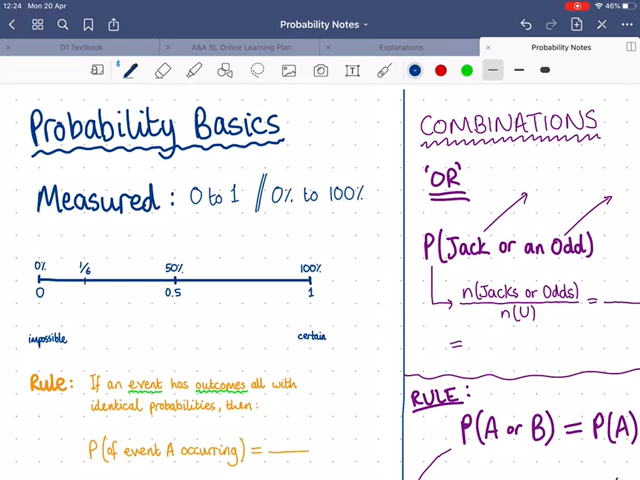 12:24 Mon 20 Apr
46%
Probability Notes
D1 Textbook
A&A SL Online Learning Plan
Explanations
Probability Notes
Probability Basics
Measured: 0 to 1 // 0% to 100%
0% 1/6 50% 100%
0 0.5 1
impossible certain
Rule: If an event has outcomes all with
identical probabilities, then:
P(of event A occurring) = ____
COMBINATIONS
'OR'
P(Jack or an Odd)
n(Jacks or Odds)
n(U)
= ____
=
RULE:
P(A or B) = P(A)